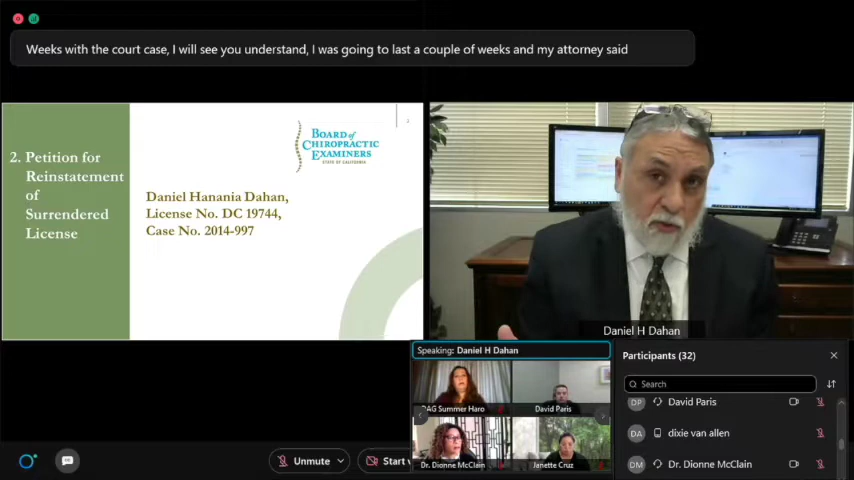 Weeks with the court case, I will see you understand, I was going to last a couple of weeks and my attorney said
2. Petition for
Reinstatement
of
Surrendered
License
2
BOARD of
CHIROPRACTIC
EXAMINERS
STATE OF CALIFORNIA
Daniel Hanania Dahan,
License No. DC 19744,
Case No. 2014-997
Daniel H Dahan
Speaking: Daniel H Dahan
DAG Summer Haro
David Paris
Dr. Dionne McClain
Janette Cruz
Participants (32)
Search
DP David Paris
DA dixie van allen
DM Dr. Dionne McClain
Unmute
Start